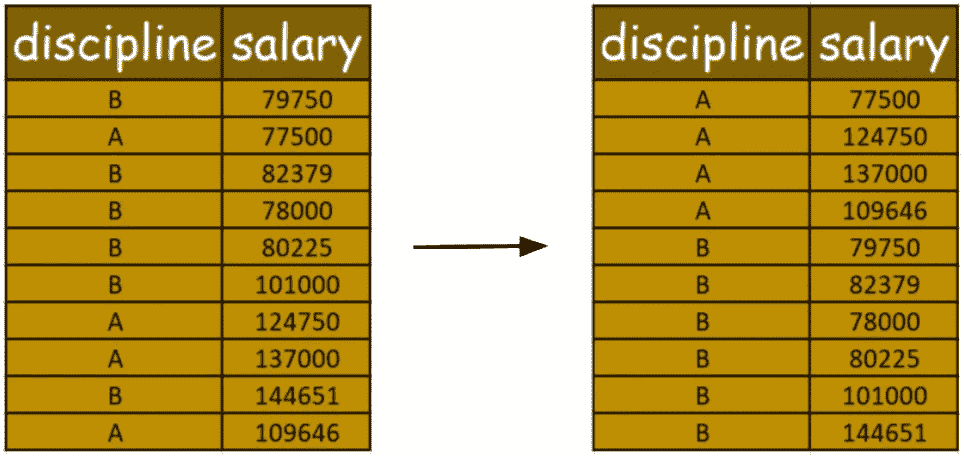 discipline salary discipline salary
B 79750 A 77500
A 77500 A 124750
B 82379 A 137000
B 78000 A 109646
B 80225 B 79750
B 101000 B 82379
A 124750 B 78000
A 137000 B 80225
B 144651 B 101000
A 109646 B 144651